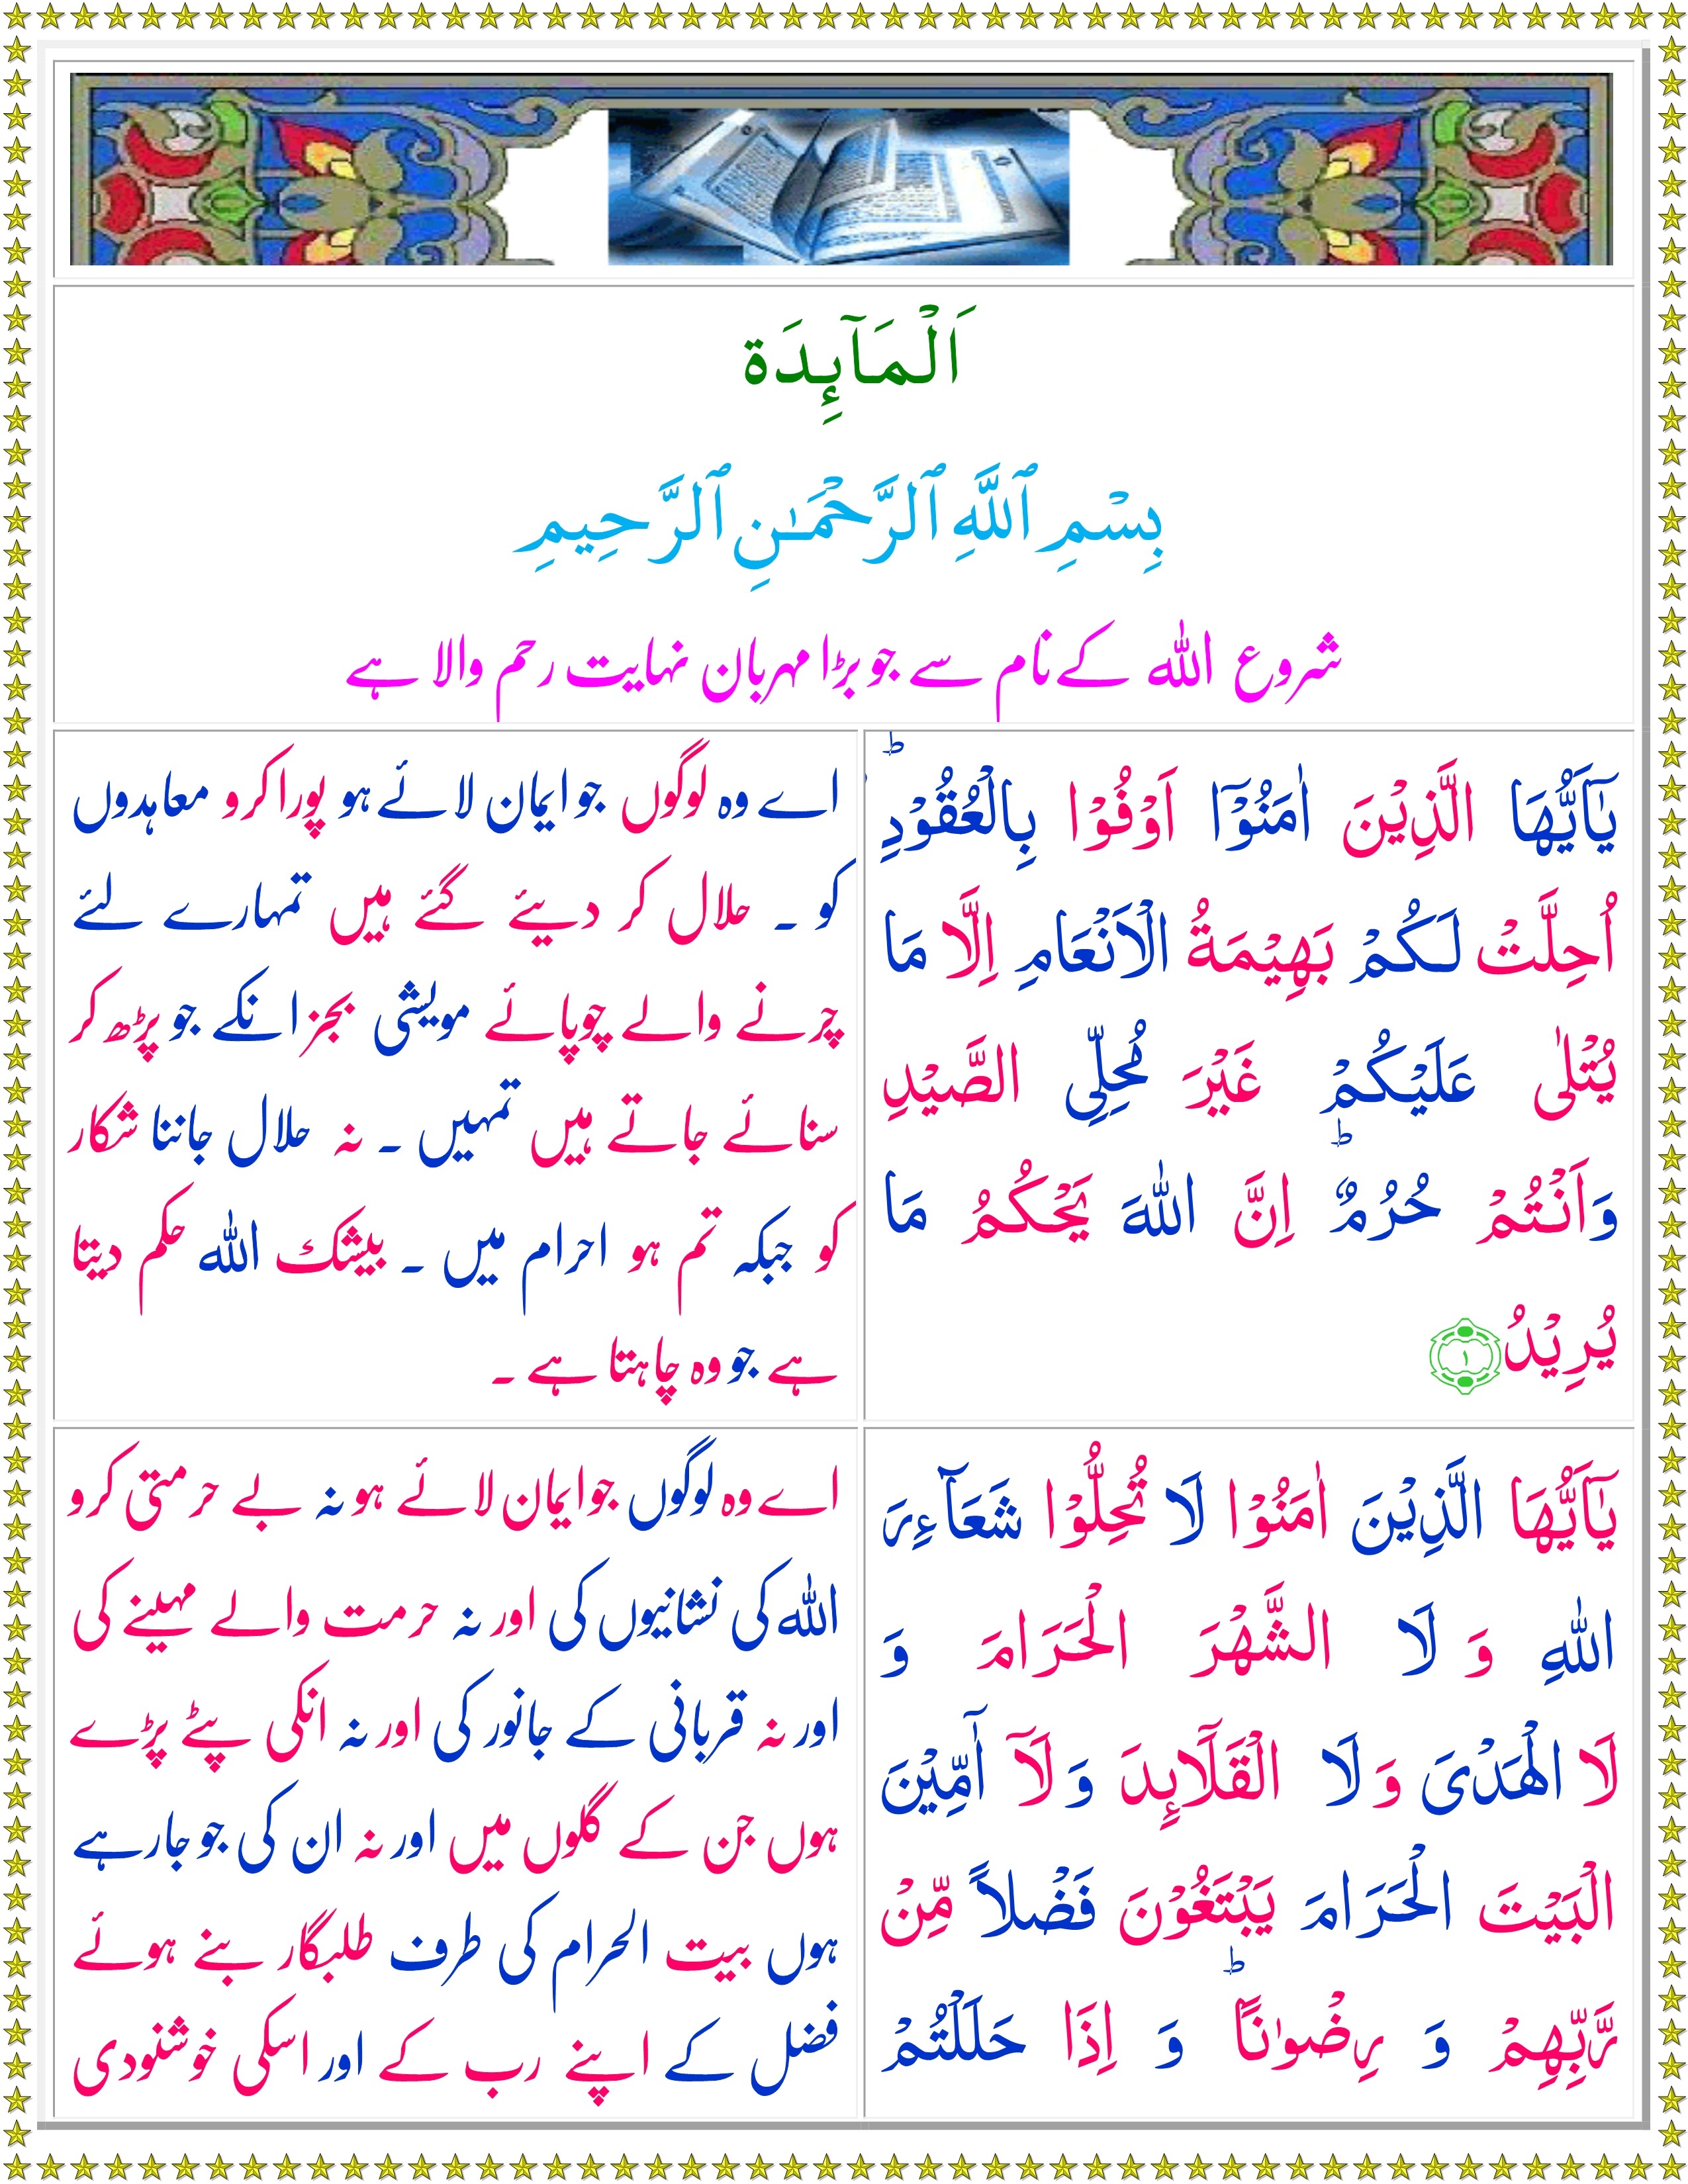 اَلْمَآئِدَة
بِسْمِ ٱللَّهِ ٱلرَّحْمَـٰنِ ٱلرَّحِيمِ
شروع اللہ کے نام سے جو بڑا مہربان نہایت رحم والا ہے
يٰۤاَيُّهَا الَّذِيْنَ اٰمَنُوْۤا اَوْفُوْا بِالْعُقُوْدِ ؕ
اُحِلَّتْ لَـكُمْ بَهِيْمَةُ الْاَنْعَامِ اِلَّا مَا
يُتْلٰى عَلَيْكُمْ غَيْرَ مُحِلِّى الصَّيْدِ
وَاَنْـتُمْ حُرُمٌ ؕ اِنَّ اللّٰهَ يَحْكُمُ مَا
يُرِيْدُ ۱
اے وہ لوگوں جو ایمان لائے ہو پورا کرو معاہدوں
کو ۔ حلال کر دیئے گئے ہیں تمہارے لئے
چرنے والے چوپائے مویشی بجز انکے جو پڑھ کر
سنائے جاتے ہیں تمہیں ۔ نہ حلال جاننا شکار
کو جبکہ تم ہو احرام میں ۔ بیشک اللہ حکم دیتا
ہے جو وہ چاہتا ہے ۔
يٰۤاَيُّهَا الَّذِيْنَ اٰمَنُوْا لَا تُحِلُّوْا شَعَآءِرَ
اللّٰهِ وَ لَا الشَّهْرَ الْحَرَامَ وَ
لَا الْهَدْىَ وَ لَا الْقَلَاۤئِدَ وَ لَاۤ آٰمِّيْنَ
الْبَيْتَ الْحَرَامَ يَبْتَغُوْنَ فَضْلًا مِّنْ
رَّبِّهِمْ وَ رِضْوٰنًا ؕ وَ اِذَا حَلَلْتُمْ
اے وہ لوگوں جو ایمان لائے ہو نہ بے حرمتی کرو
اللہ کی نشانیوں کی اور نہ حرمت والے مہینے کی
اور نہ قربانی کے جانور کی اور نہ انکی پٹے پڑے
ہوں جن کے گلوں میں اور نہ ان کی جو جا رہے
ہوں بیت الحرام کی طرف طلبگار بنے ہوئے
فضل کے اپنے رب کے اور اسکی خوشنودی